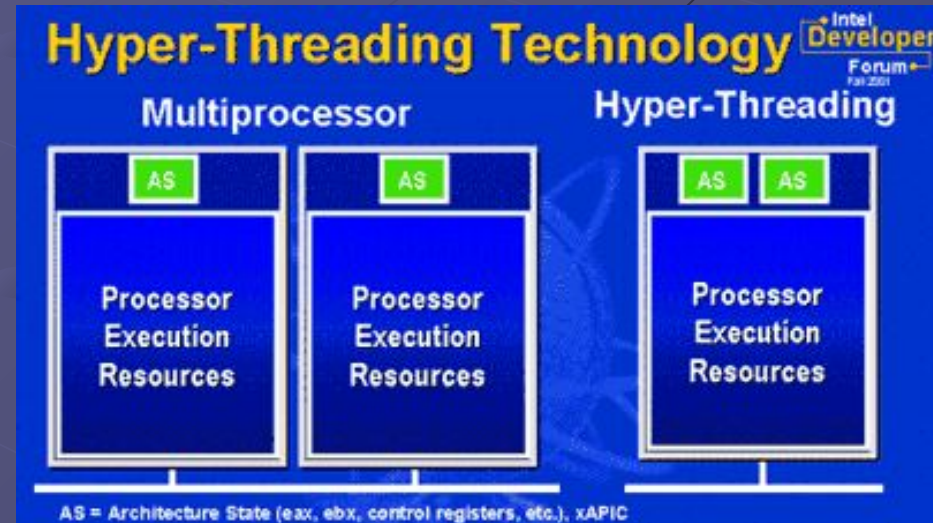 Hyper-Threading Technology
Intel
Developer
Forum
Fall 2001
Multiprocessor
Hyper-Threading
AS
AS
AS AS
Processor
Execution
Resources
Processor
Execution
Resources
Processor
Execution
Resources
AS = Architecture State (eax, ebx, control registers, etc.), xAPIC